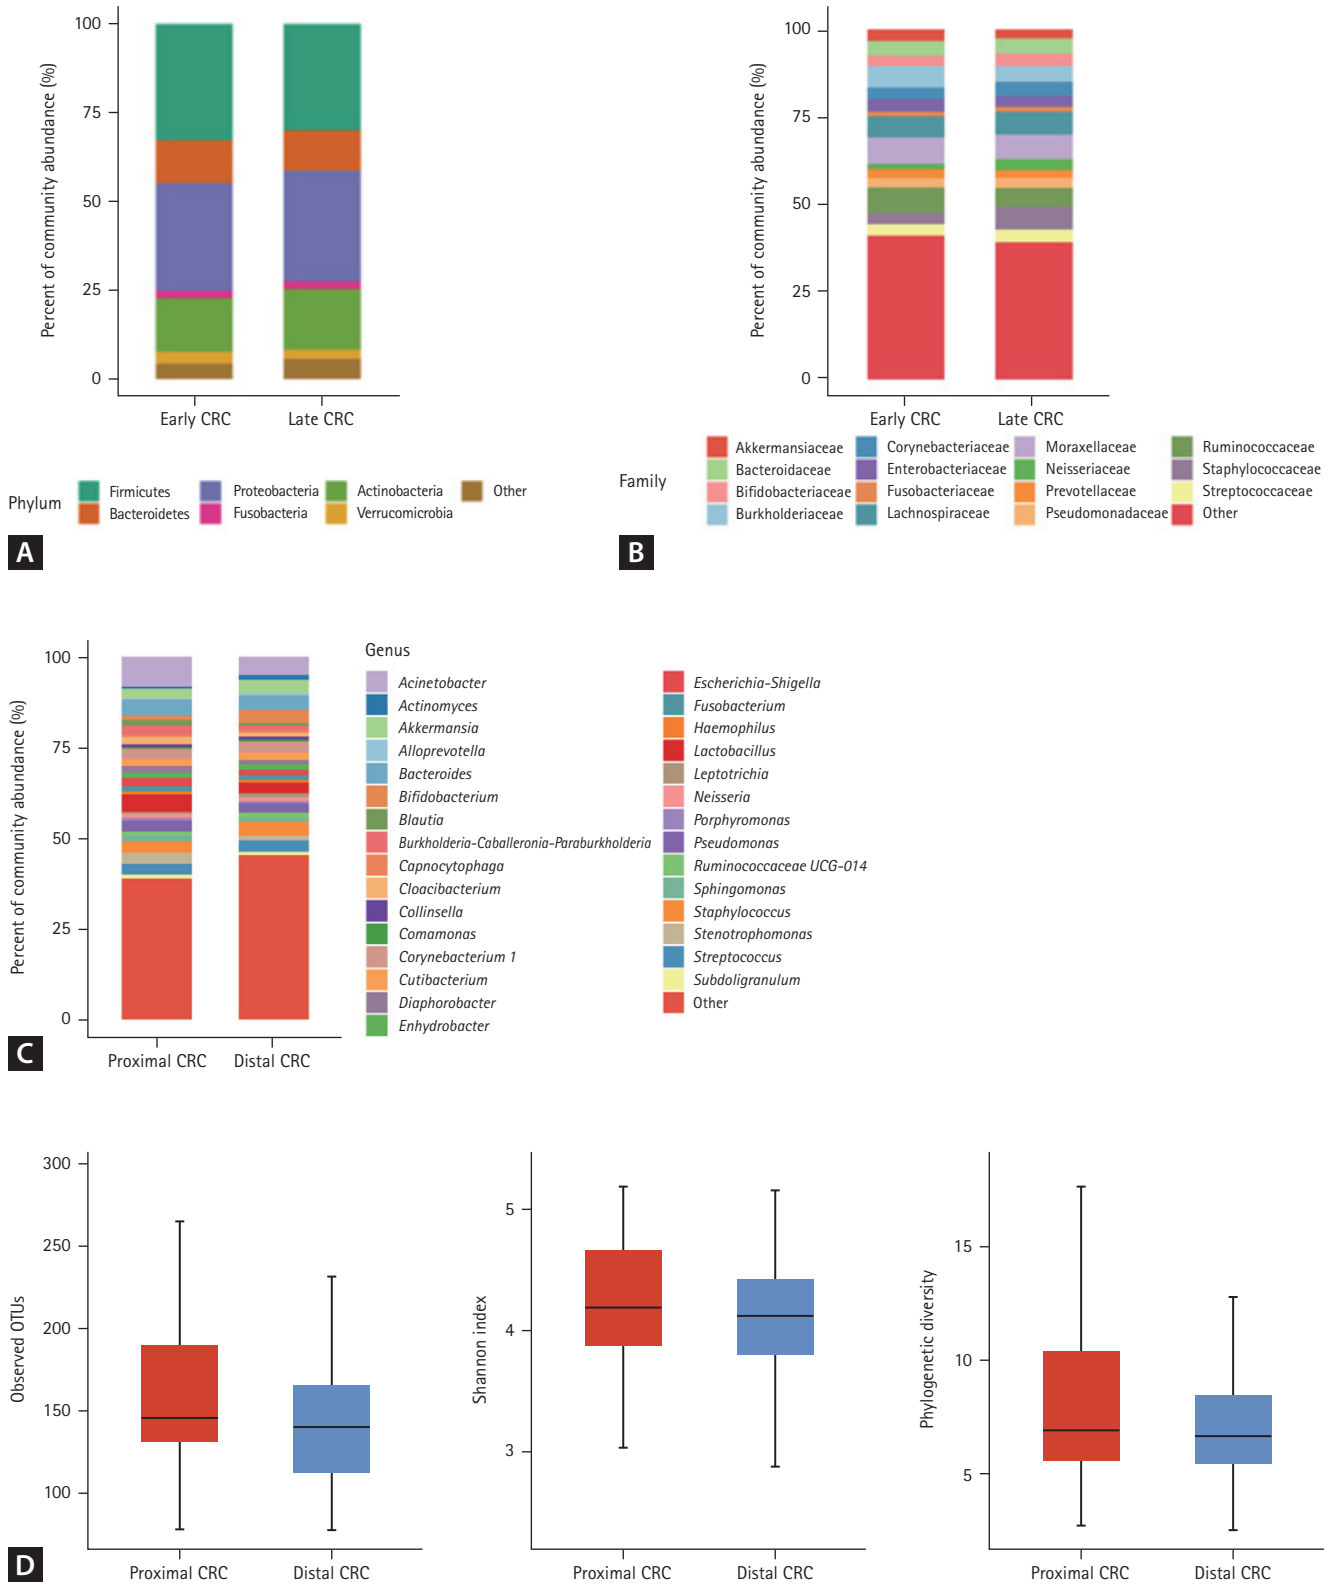 100
75
50
25
0
Percent of community abundance (%)
Early CRC
Late CRC
Phylum
Firmicutes
Proteobacteria
Actinobacteria
Other
Bacteroidetes
Fusobacteria
Verrucomicrobia
A
100
75
50
25
0
Percent of community abundance (%)
Early CRC
Late CRC
Family
Akkermansiaceae
Corynebacteriaceae
Moraxellaceae
Ruminococcaceae
Bacteroidaceae
Enterobacteriaceae
Neisseriaceae
Staphylococcaceae
Bifidobacteriaceae
Fusobacteriaceae
Prevotellaceae
Streptococcaceae
Burkholderiaceae
Lachnospiraceae
Pseudomonadaceae
Other
B
100
75
50
25
0
Percent of community abundance (%)
Proximal CRC
Distal CRC
Genus
Acinetobacter
Actinomyces
Akkermansia
Alloprevotella
Bacteroides
Bifidobacterium
Blautia
Burkholderia-Caballeronia-Paraburkholderia
Capnocytophaga
Cloacibacterium
Collinsella
Comamonas
Corynebacterium 1
Cutibacterium
Diaphorobacter
Enhydrobacter
Escherichia-Shigella
Fusobacterium
Haemophilus
Lactobacillus
Leptotrichia
Neisseria
Porphyromonas
Pseudomonas
Ruminococcaceae UCG-014
Sphingomonas
Staphylococcus
Stenotrophomonas
Streptococcus
Subdoligranulum
Other
C
300
250
200
150
100
Observed OTUs
Proximal CRC
Distal CRC
5
4
3
Shannon index
Proximal CRC
Distal CRC
15
10
5
Phylogenetic diversity
Proximal CRC
Distal CRC
D